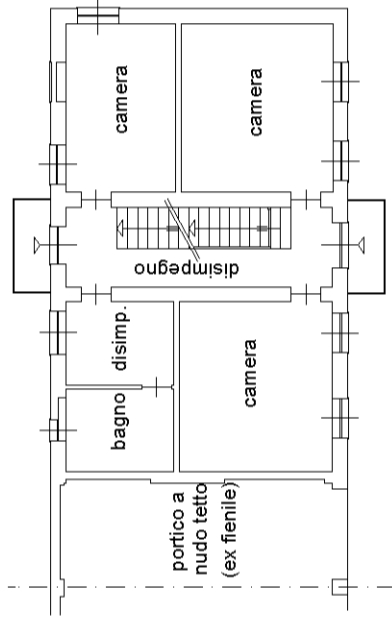 camera
camera
disimpegno
disimp.
bagno
camera
portico a
nudo tetto
(ex fienile)